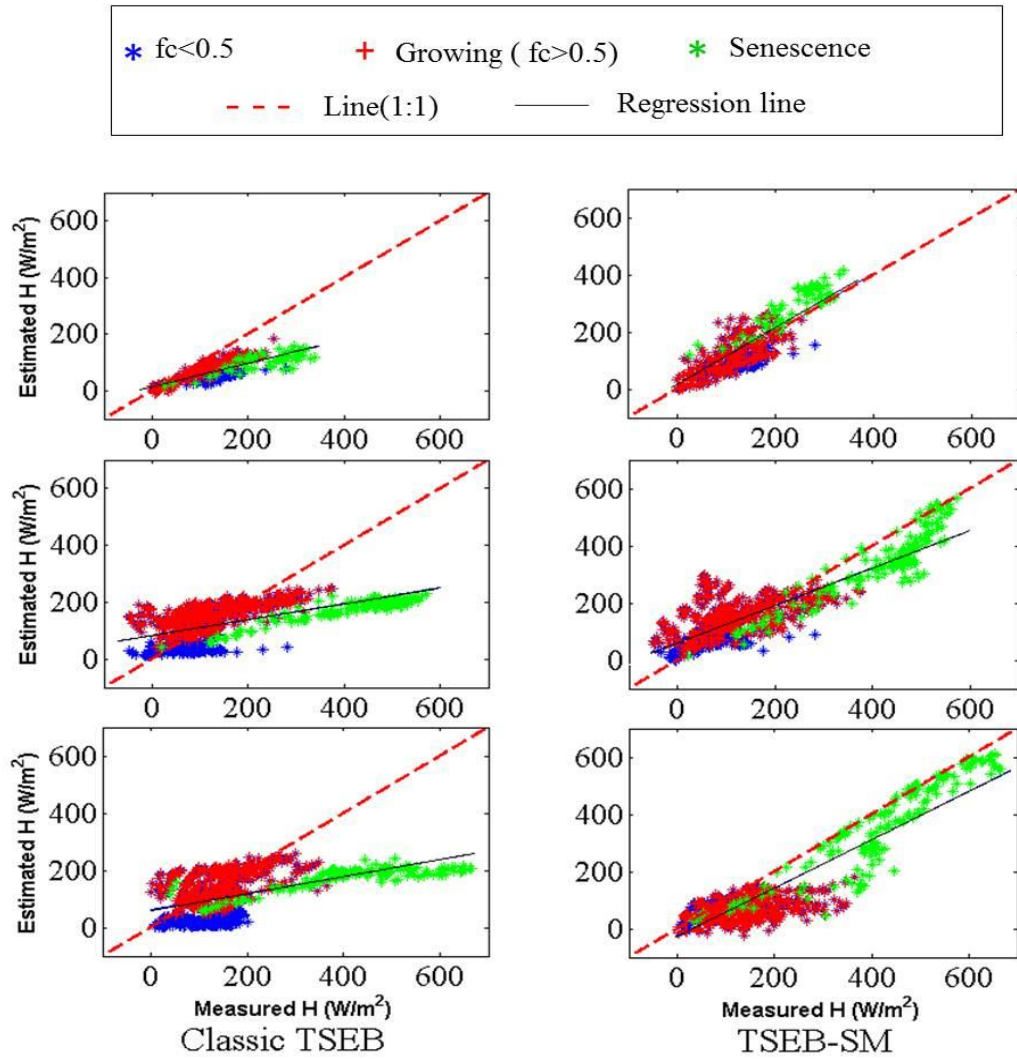 fc<0.5 Growing ( fc>0.5) Senescence
Line(1:1) Regression line
Estimated H (W/m²)
600
400
200
0
0 200 400 600
600
400
200
0
0 200 400 600
Estimated H (W/m²)
600
400
200
0
0 200 400 600
600
400
200
0
0 200 400 600
Estimated H (W/m²)
600
400
200
0
0 200 400 600
Measured H (W/m²)
Classic TSEB
600
400
200
0
0 200 400 600
Measured H (W/m²)
TSEB-SM